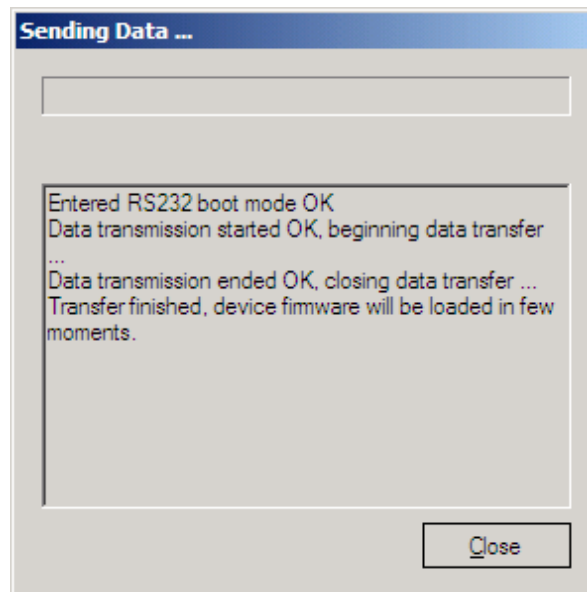 Sending Data ...
Entered RS232 boot mode OK
Data transmission started OK, beginning data transfer
...
Data transmission ended OK, closing data transfer ...
Transfer finished, device firmware will be loaded in few
moments.
Close